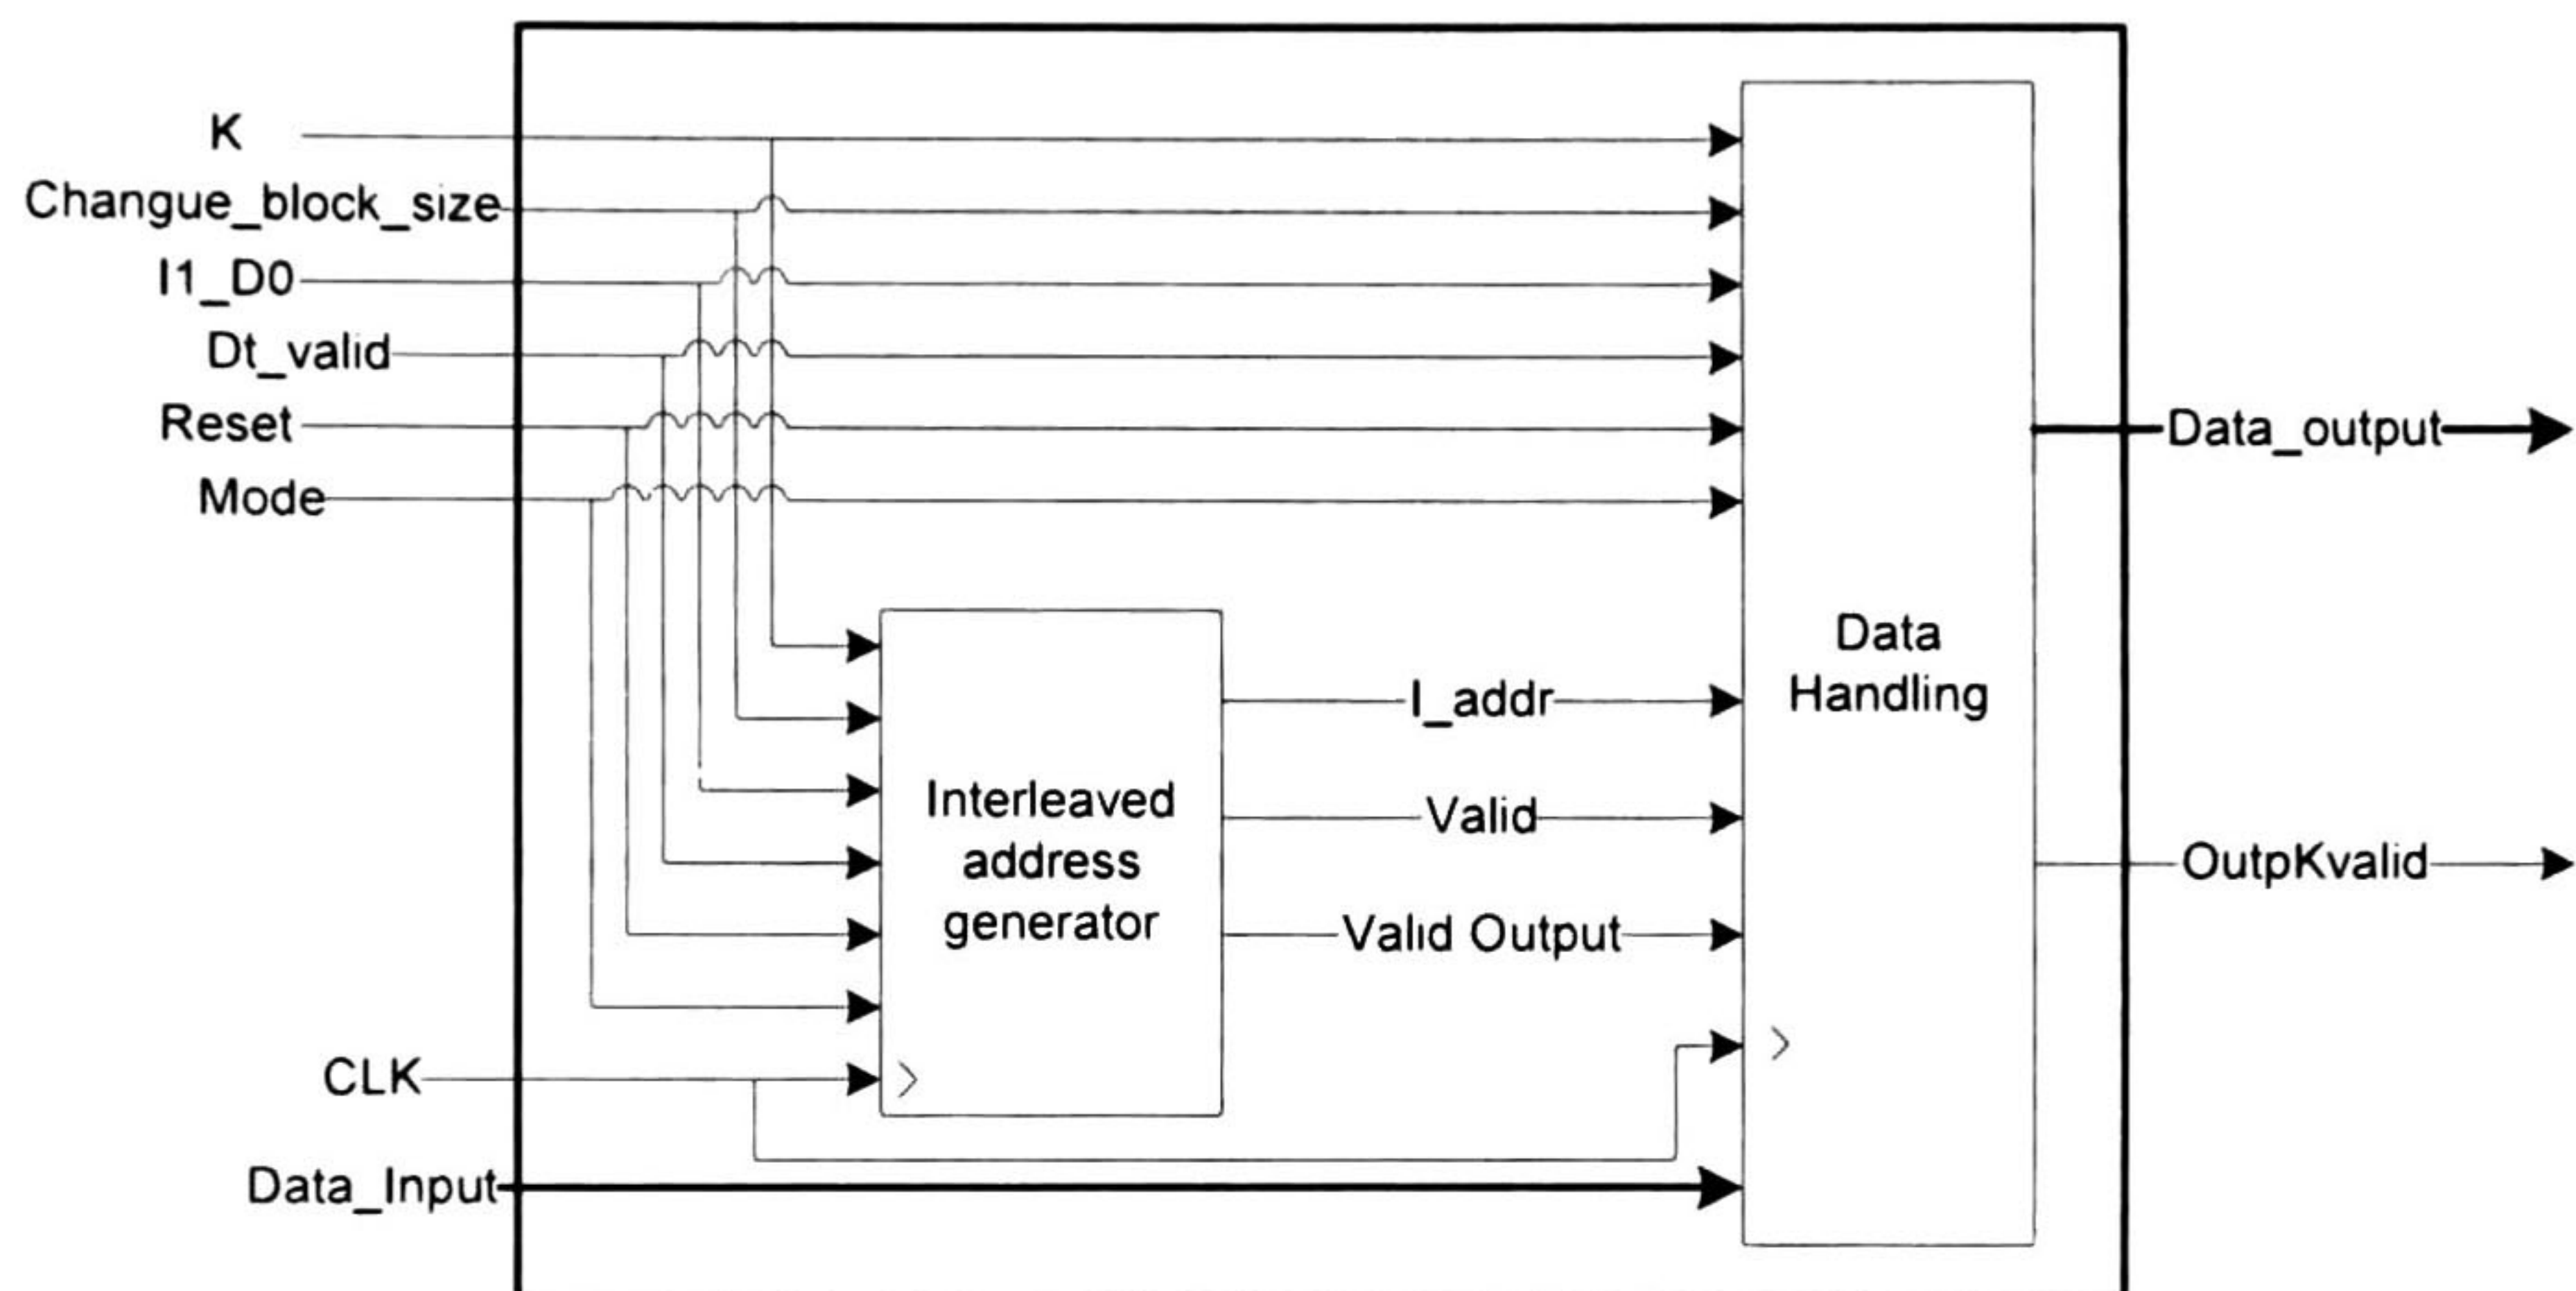 K
Changue_block_size
I1_D0
Dt_valid
Reset
Mode
CLK
Data_Input
Interleaved
address
generator
I_addr
Valid
Valid Output
Data
Handling
Data_output
OutpKvalid